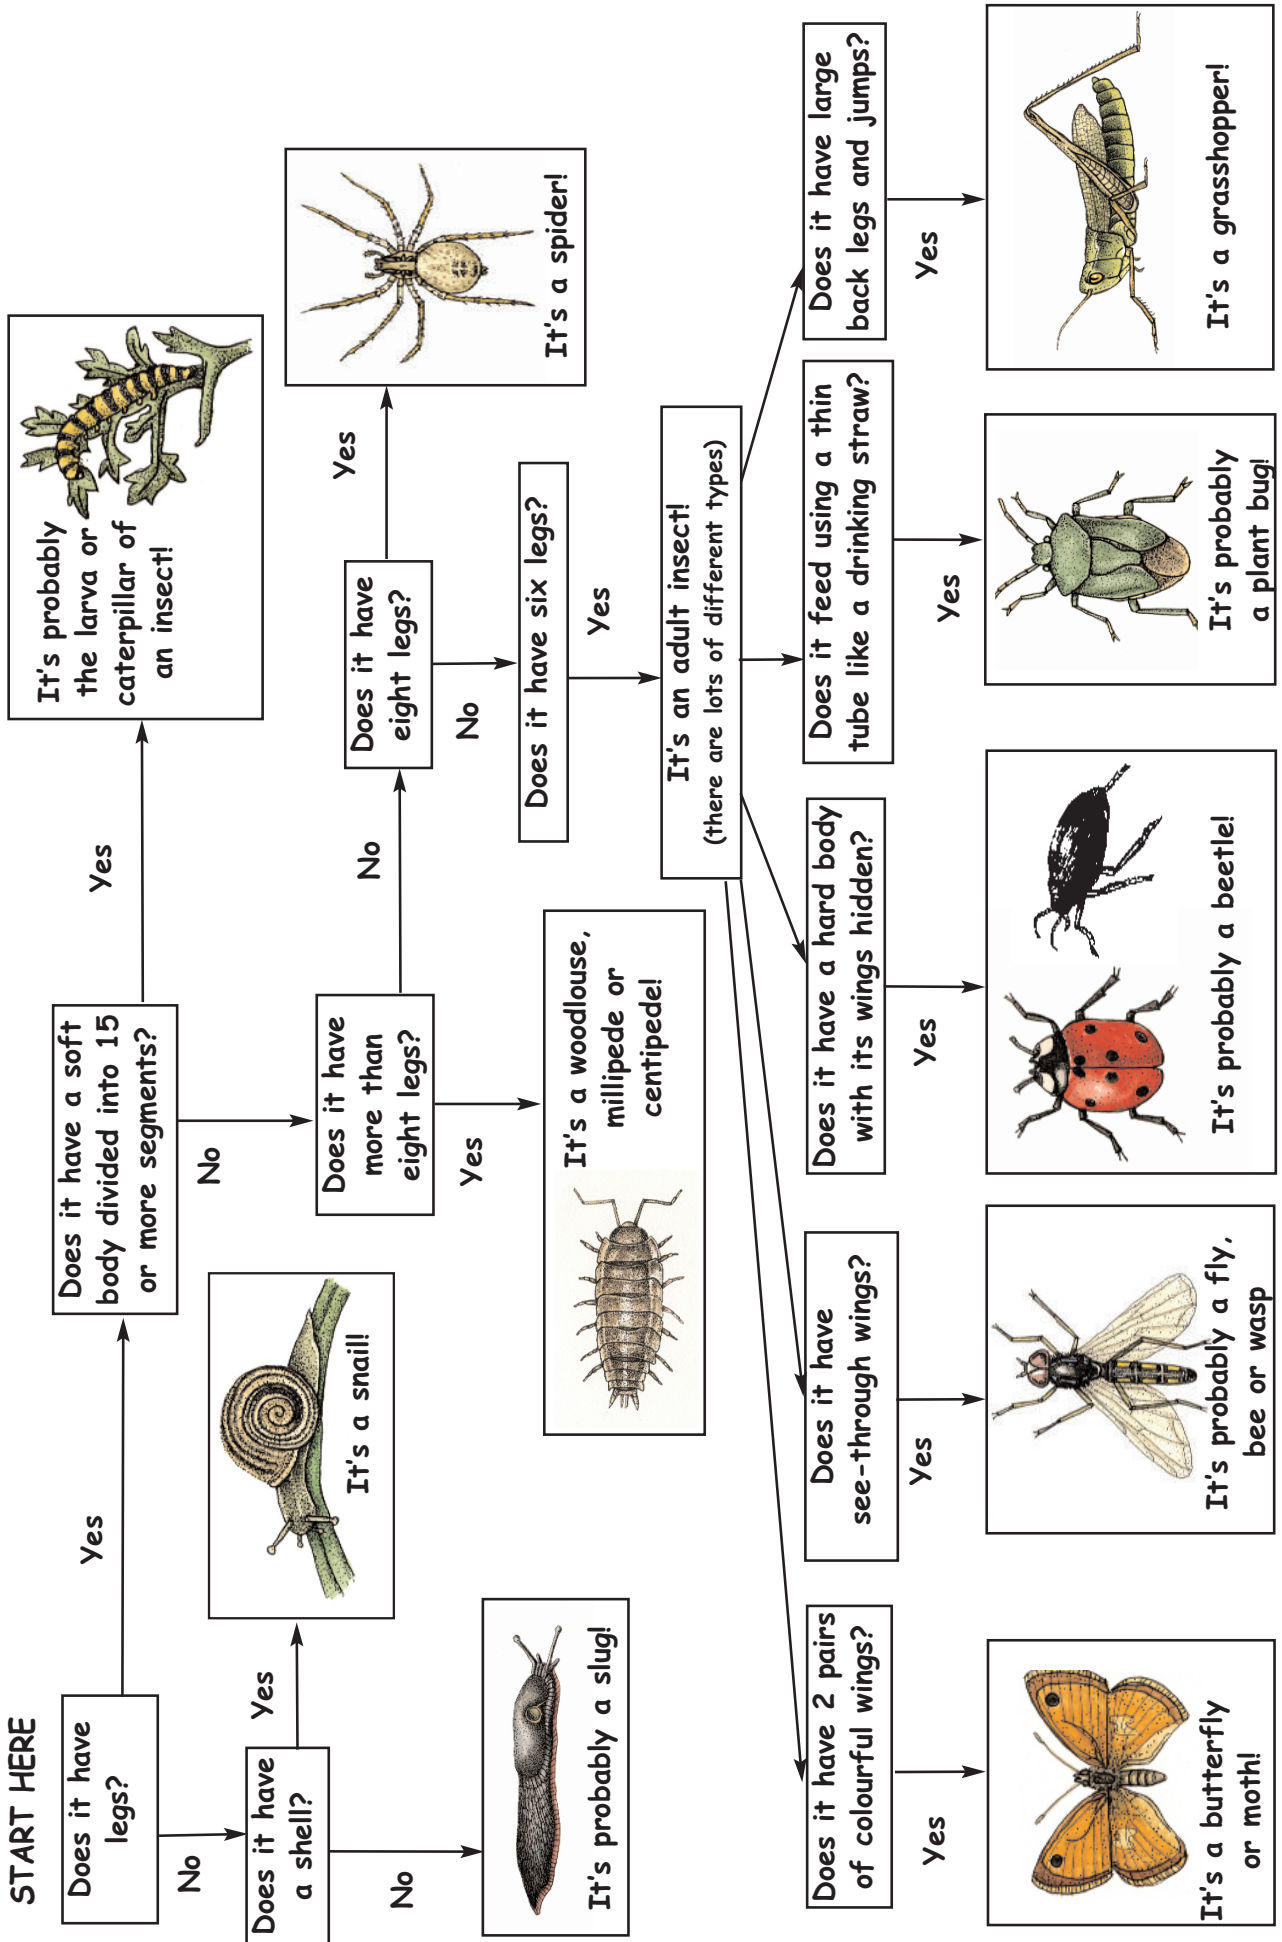 START HERE
Does it have
legs?
Yes
Does it have a soft
body divided into 15
or more segments?
Yes
It's probably
the larva or
caterpillar of
an insect!
No
Does it have
a shell?
Yes
It's a snail!
No
It's probably a slug!
No
Does it have
more than
eight legs?
Yes
It's a woodlouse,
millipede or
centipede!
No
Does it have
eight legs?
Yes
It's a spider!
No
Does it have six legs?
Yes
It's an adult insect!
(there are lots of different types)
Does it have 2 pairs
of colourful wings?
Yes
It's a butterfly
or moth!
Does it have
see-through wings?
Yes
It's probably a fly,
bee or wasp
Does it have a hard body
with its wings hidden?
Yes
It's probably a beetle!
Does it feed using a thin
tube like a drinking straw?
Yes
It's probably
a plant bug!
Does it have large
back legs and jumps?
Yes
It's a grasshopper!